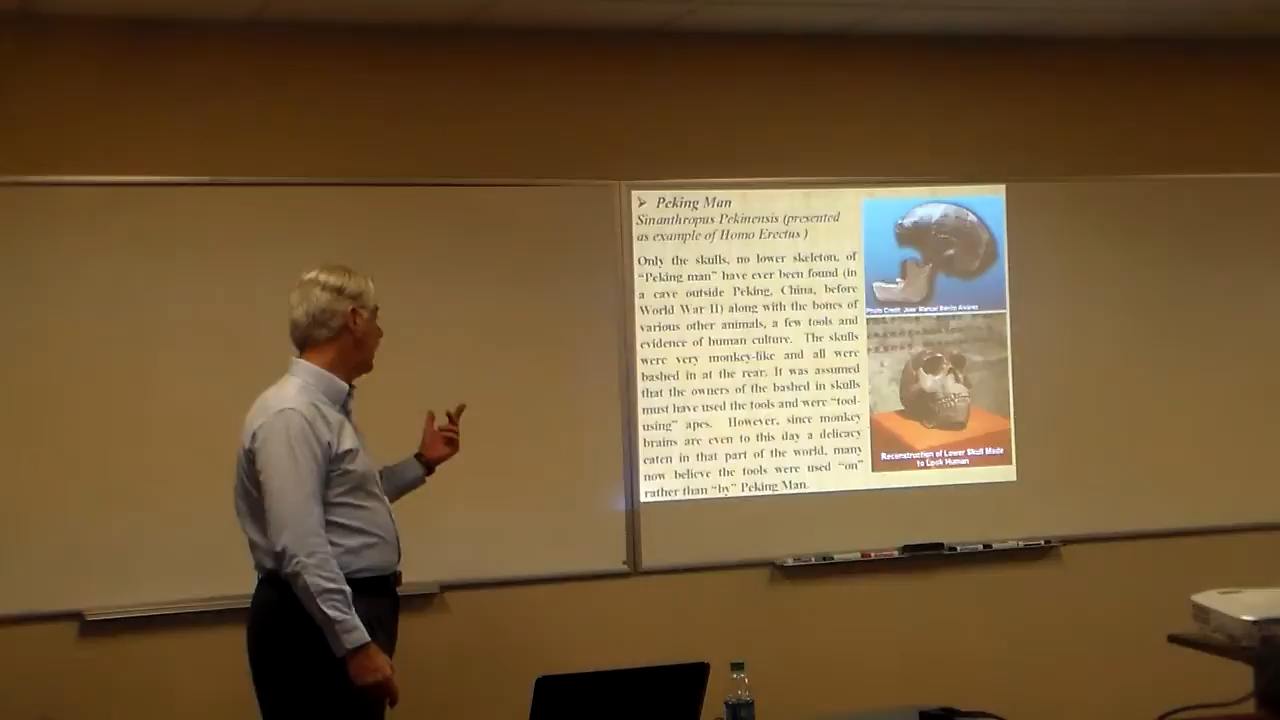 ➢ Peking Man
Sinanthropus Pekinensis (presented
as example of Homo Erectus )
Only the skulls, no lower skeleton, of
“Peking man” have ever been found (in
a cave outside Peking, China, before
World War II) along with the bones of
various other animals, a few tools and
evidence of human culture. The skulls
were very monkey-like and all were
bashed in at the rear. It was assumed
that the owners of the bashed in skulls
must have used the tools and were “tool-
using” apes. However, since monkey
brains are even to this day a delicacy
eaten in that part of the world, many
now believe the tools were used “on”
rather than “by” Peking Man.
Photo Credit: Jose Manuel Benito Alvarez
Reconstruction of Lower Skull Made
to Look Human